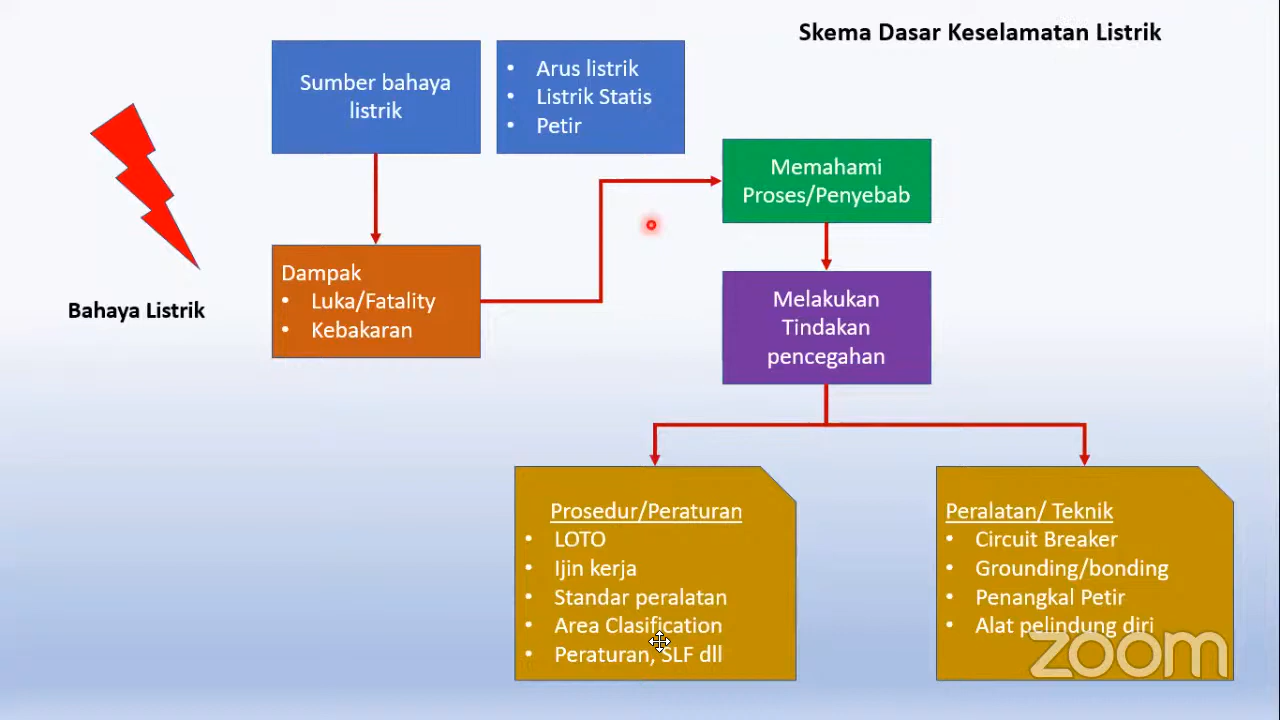 Skema Dasar Keselamatan Listrik
Sumber bahaya
listrik
• Arus listrik
• Listrik Statis
• Petir
Memahami
Proses/Penyebab
Dampak
• Luka/Fatality
• Kebakaran
Bahaya Listrik
Melakukan
Tindakan
pencegahan
Prosedur/Peraturan
• LOTO
• Ijin kerja
• Standar peralatan
• Area Clasification
• Peraturan, SLF dll
Peralatan/ Teknik
• Circuit Breaker
• Grounding/bonding
• Penangkal Petir
• Alat pelindung diri
zoom